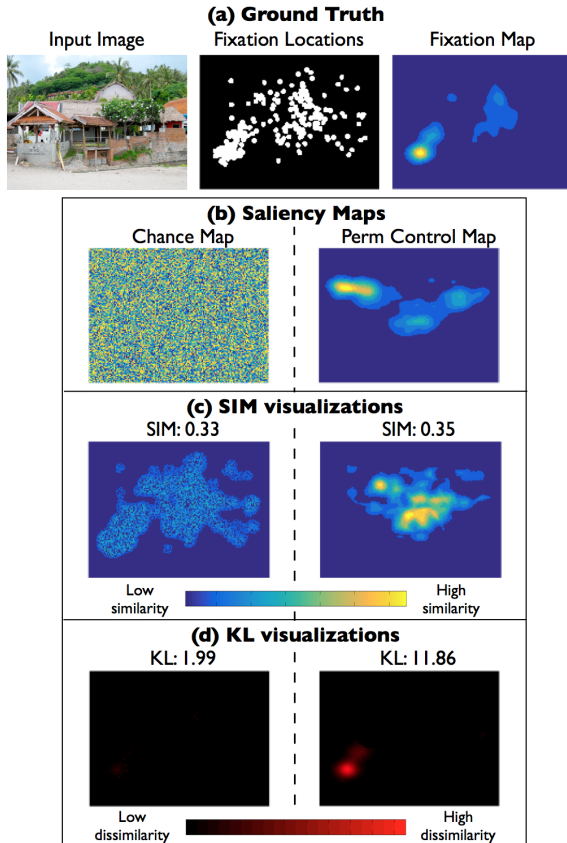 (a) Ground Truth
Input Image Fixation Locations Fixation Map
(b) Saliency Maps
Chance Map Perm Control Map
(c) SIM visualizations
SIM: 0.33 SIM: 0.35
Low similarity High similarity
(d) KL visualizations
KL: 1.99 KL: 11.86
Low dissimilarity High dissimilarity